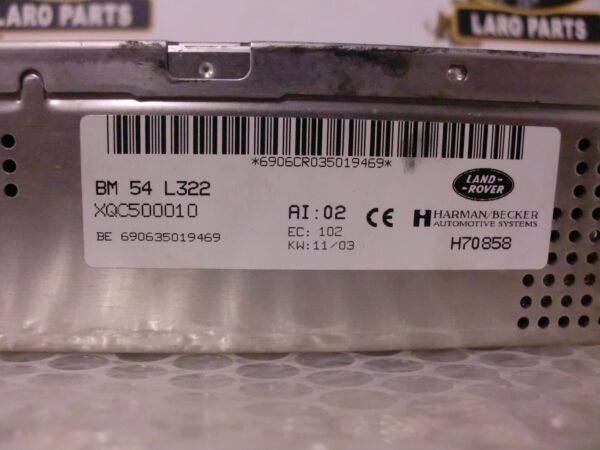 LARO PARTS
LARO PARTS
*6906CR035019469*
BM 54 L322
XQC500010
BE 690635019469
AI:02
EC: 102
KW:11/03
CE
LAND-
ROVER
HARMAN/BECKER
AUTOMOTIVE SYSTEMS
H70858